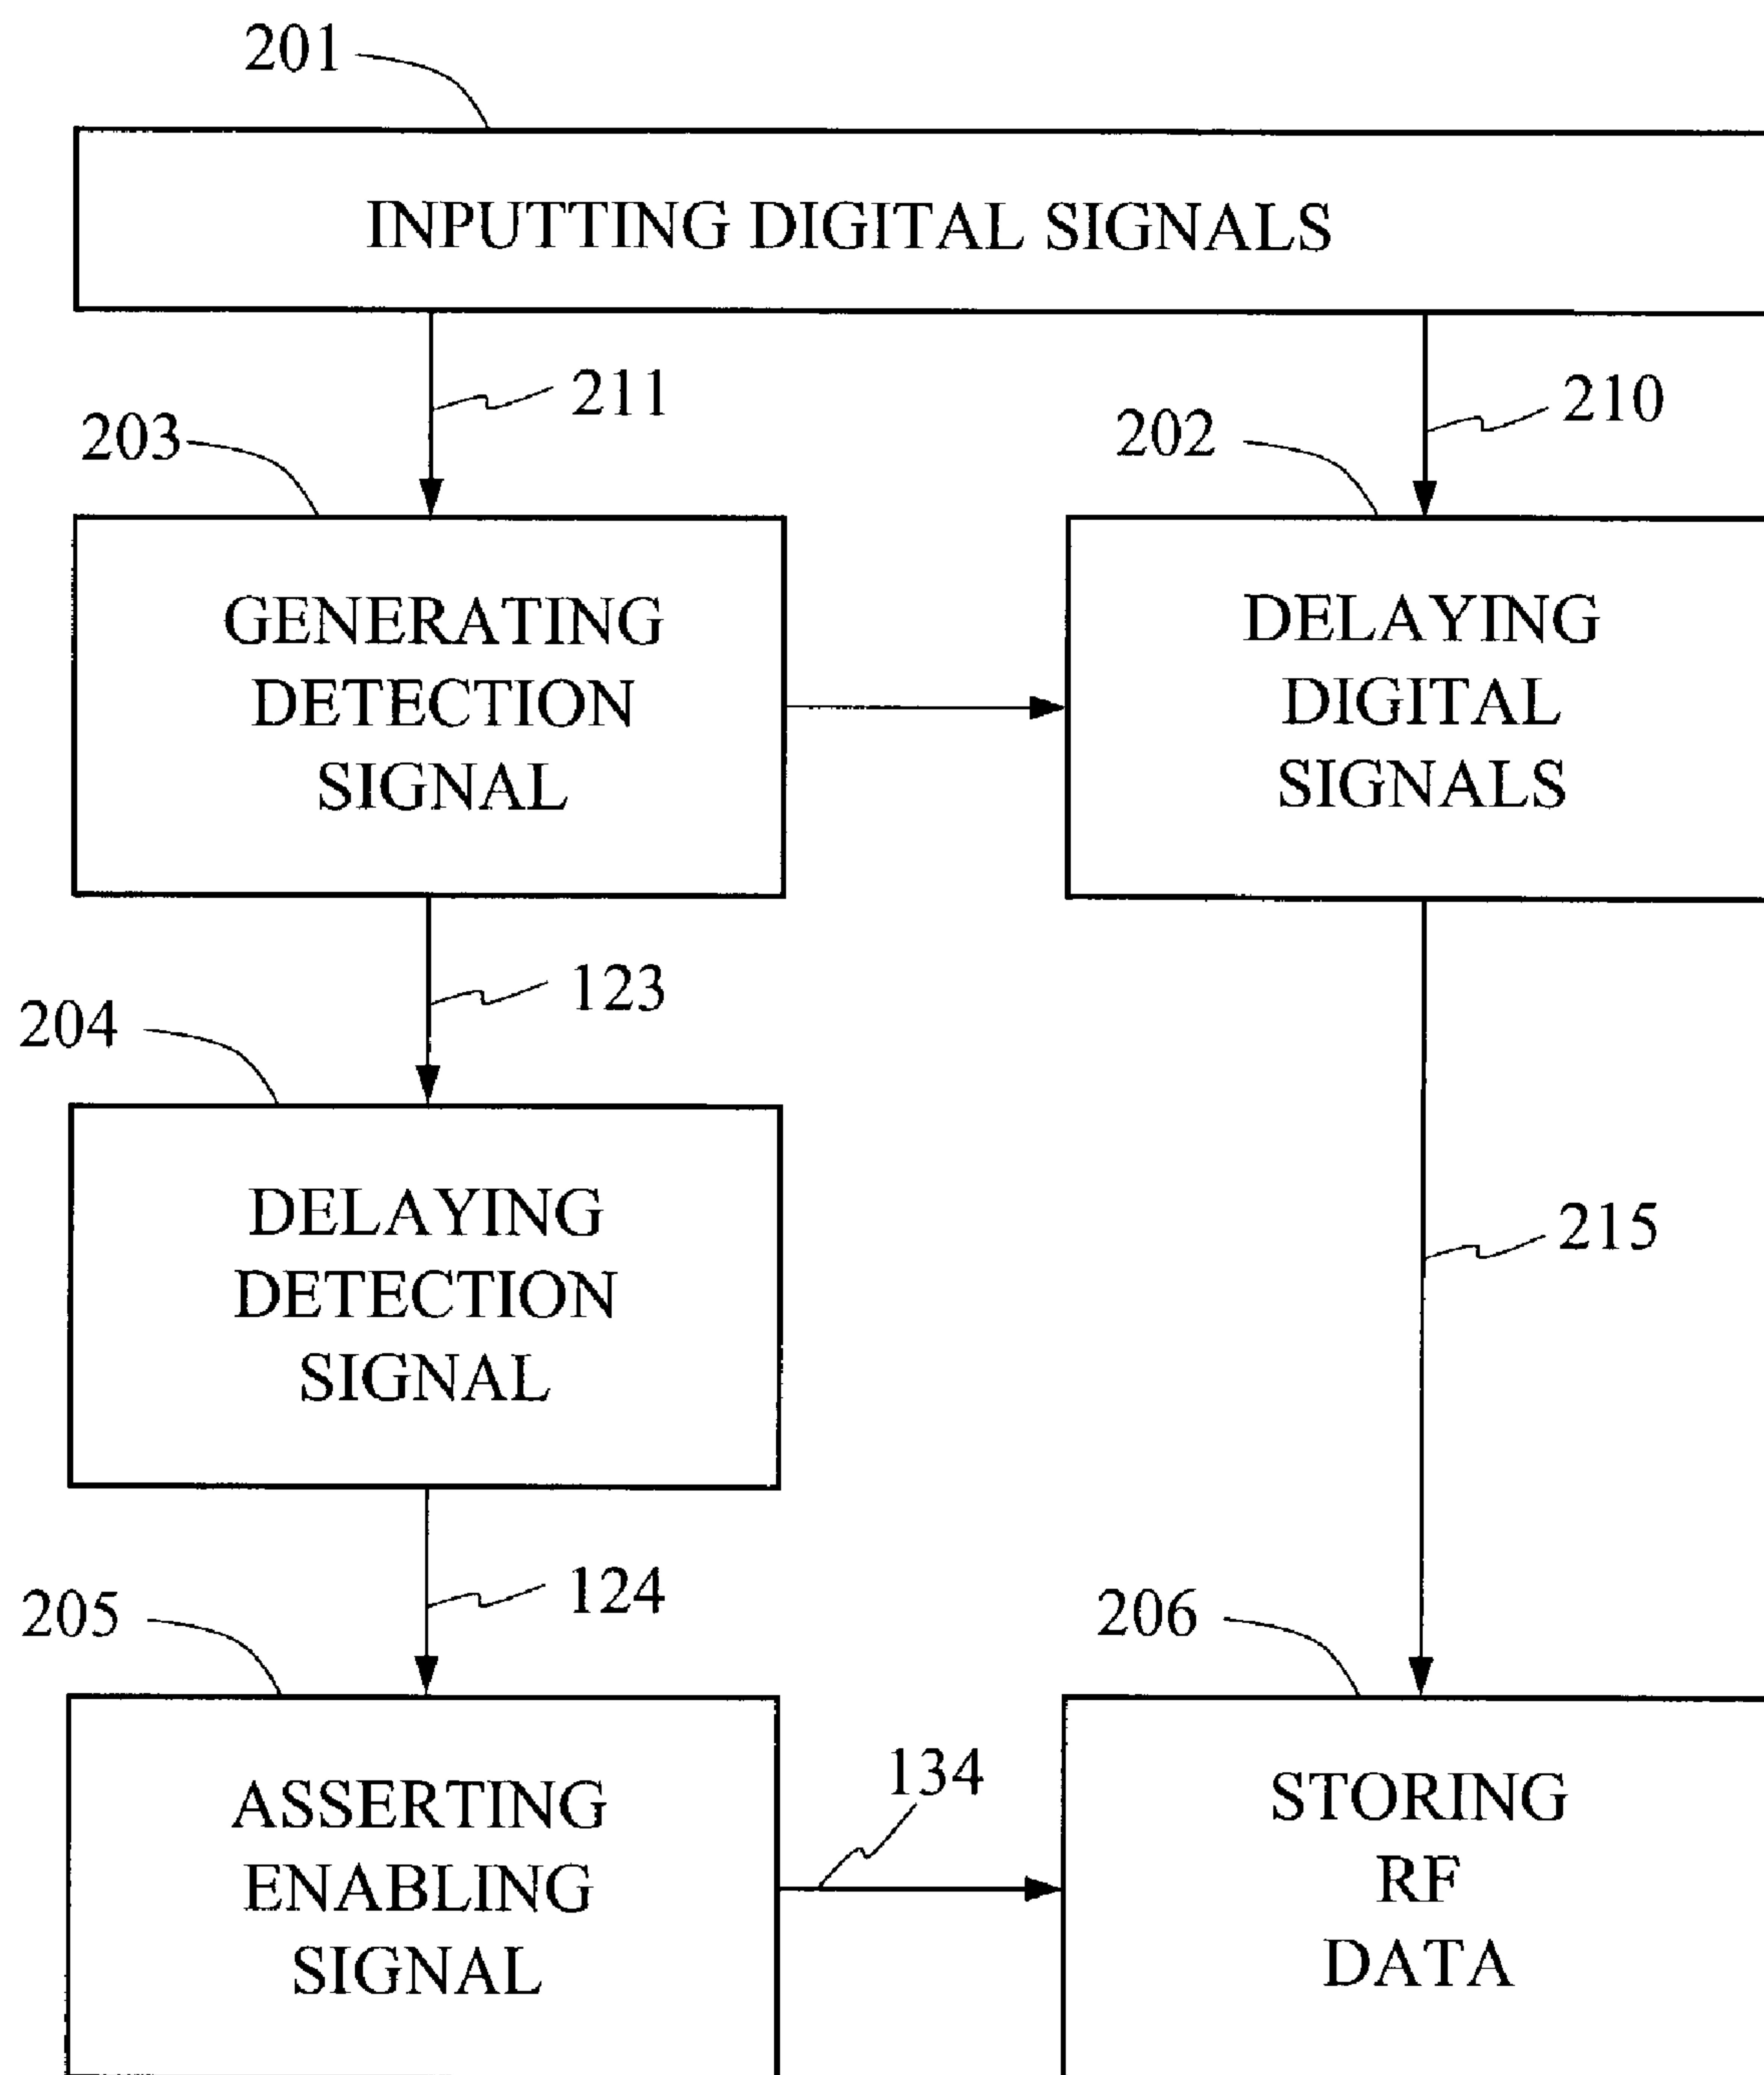 201
INPUTTING DIGITAL SIGNALS
211
210
203
202
GENERATING
DETECTION
SIGNAL
DELAYING
DIGITAL
SIGNALS
123
204
DELAYING
DETECTION
SIGNAL
215
124
205
206
134
ASSERTING
ENABLING
SIGNAL
STORING
RF
DATA